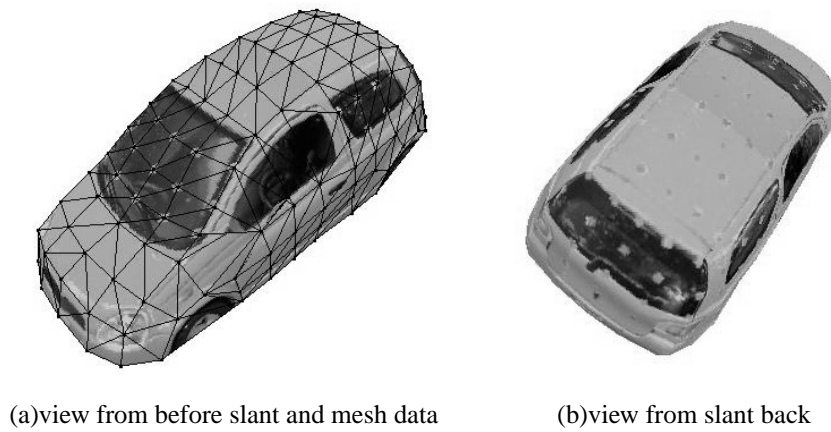 (a)view from before slant and mesh data
(b)view from slant back